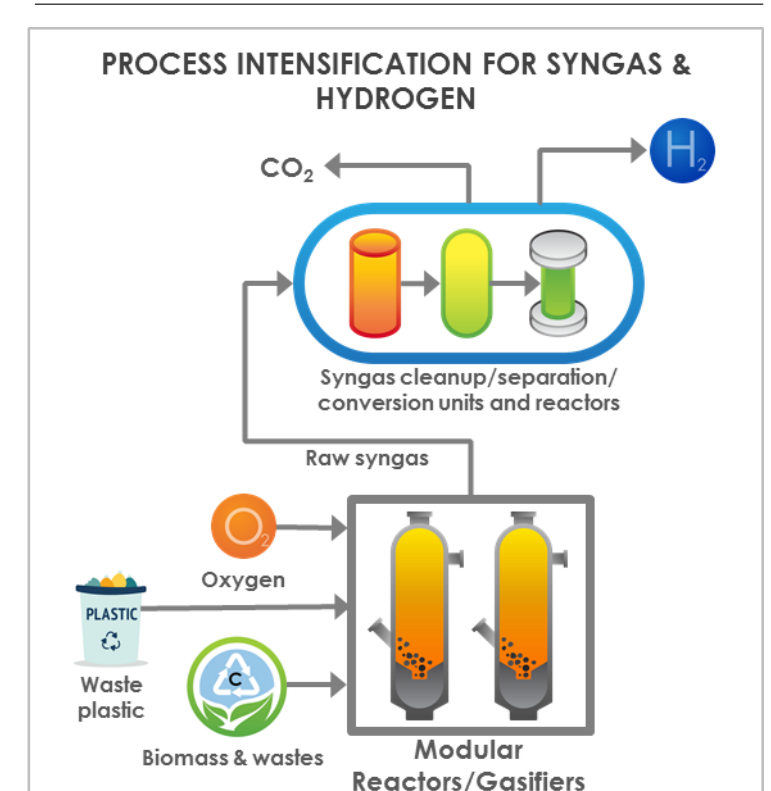 PROCESS INTENSIFICATION FOR SYNGAS &
HYDROGEN
CO₂
H₂
Syngas cleanup/separation/
conversion units and reactors
Raw syngas
O₂
Oxygen
PLASTIC
Waste
plastic
C
Biomass & wastes
Modular
Reactors/Gasifiers